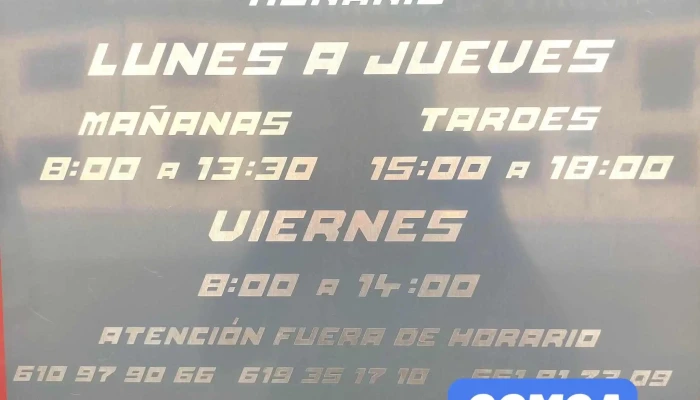 HORARIO
LUNES A JUEVES
MAÑANAS TARDES
8:00 A 13:30 15:00 A 18:00
VIERNES
8:00 A 14:00
ATENCIÓN FUERA DE HORARIO
610 97 90 66 619 35 17 10